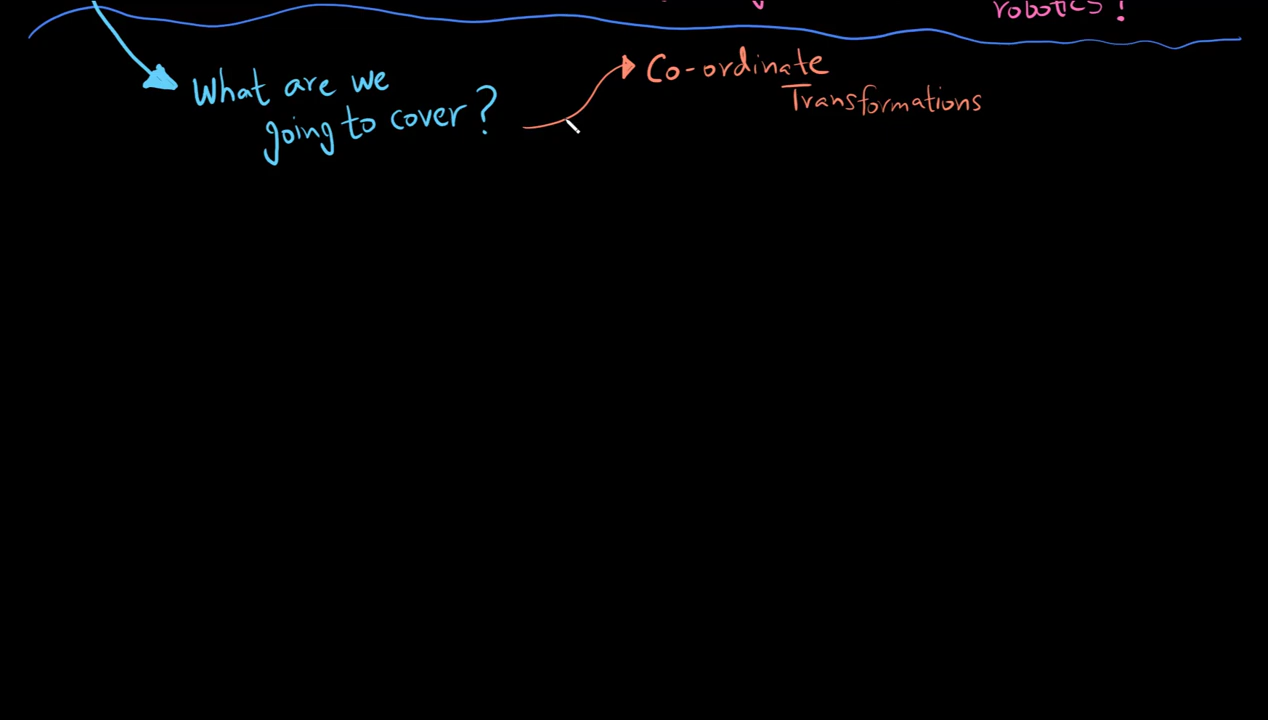 robotics!
What are we
going to cover?
Co-ordinate
Transformations